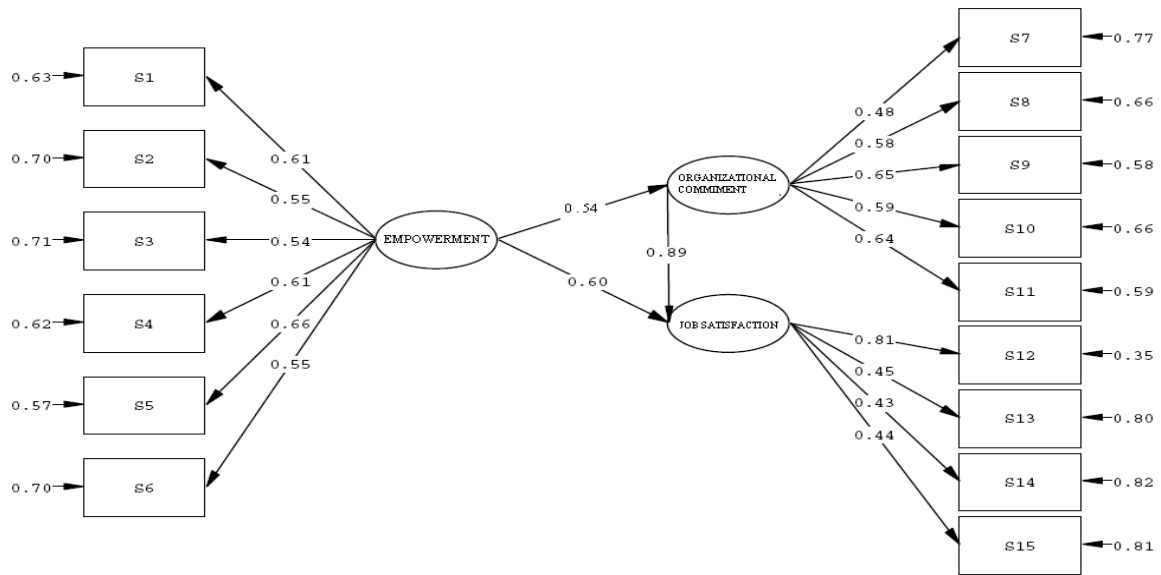 0.63
S1
0.70
S2
0.71
S3
0.62
S4
0.57
S5
0.70
S6
0.61
0.55
0.54
0.61
0.66
0.55
EMPOWERMENT
0.54
0.60
ORGANIZATIONAL
COMMIMENT
0.89
JOB SATISFACTION
0.48
0.58
0.65
0.59
0.64
0.81
0.45
0.43
0.44
S7
0.77
S8
0.66
S9
0.58
S10
0.66
S11
0.59
S12
0.35
S13
0.80
S14
0.82
S15
0.81